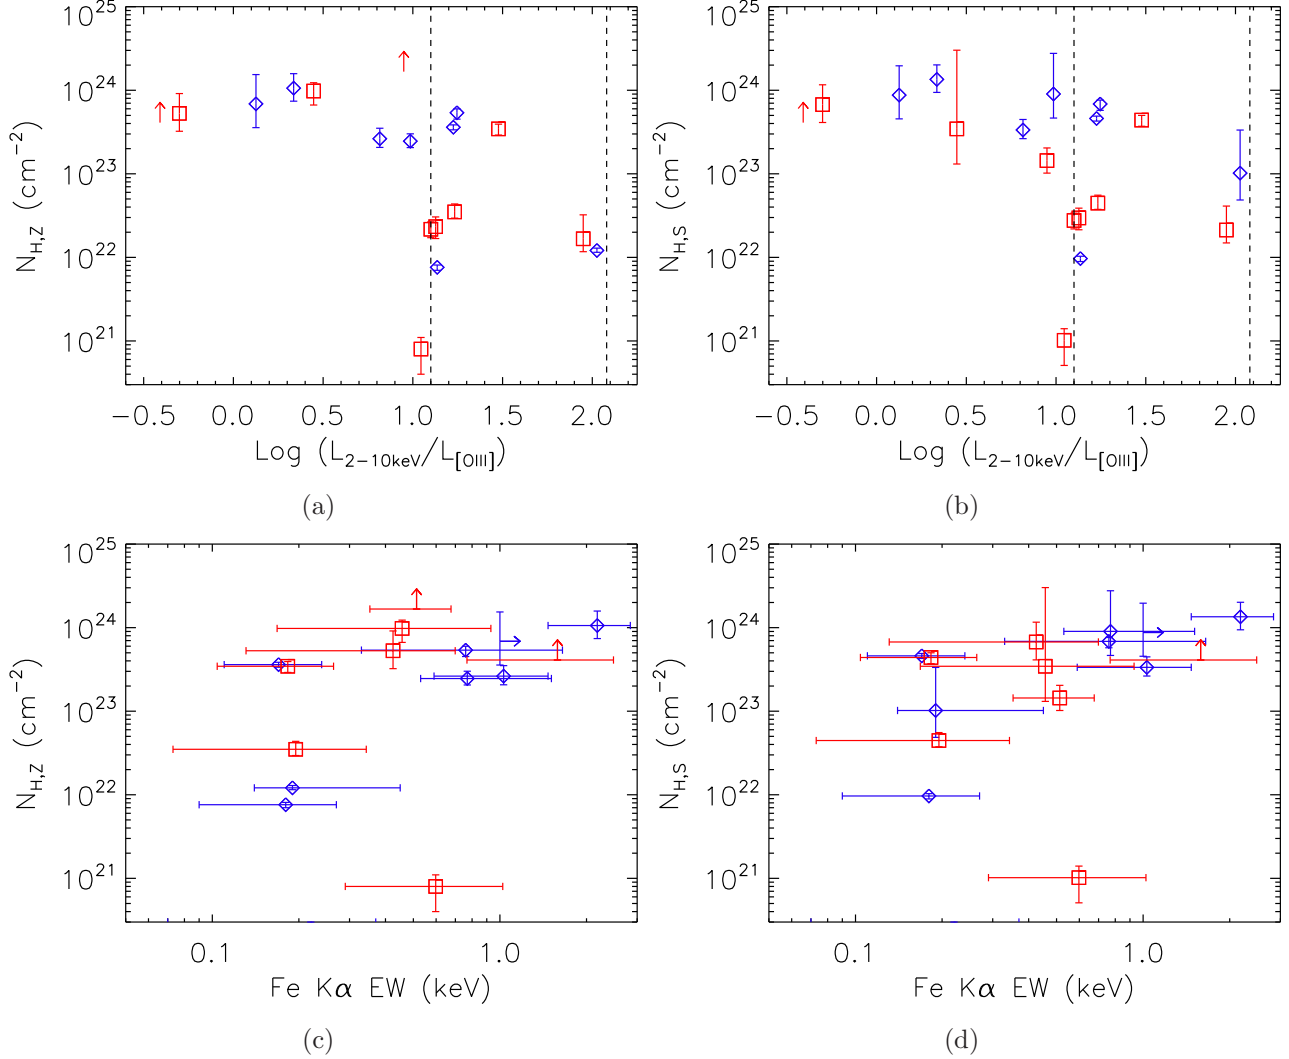 10^25
10^24
10^23
10^22
10^21
N_H,Z (cm^−2)
−0.5 0.0 0.5 1.0 1.5 2.0
Log (L_2−10keV/L_[OIII])
(a)
10^25
10^24
10^23
10^22
10^21
N_H,S (cm^−2)
−0.5 0.0 0.5 1.0 1.5 2.0
Log (L_2−10keV/L_[OIII])
(b)
10^25
10^24
10^23
10^22
10^21
N_H,Z (cm^−2)
0.1 1.0
Fe Kα EW (keV)
(c)
10^25
10^24
10^23
10^22
10^21
N_H,S (cm^−2)
0.1 1.0
Fe Kα EW (keV)
(d)